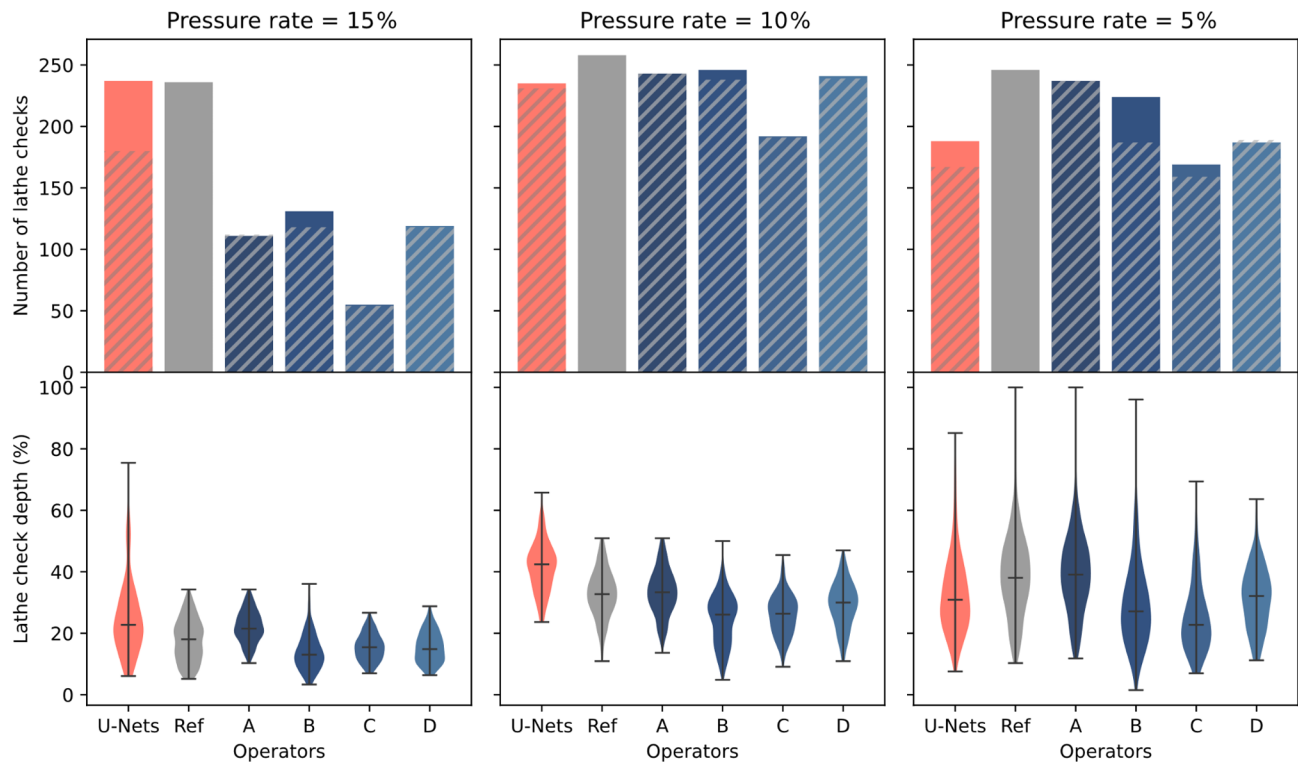 Pressure rate = 15%
Pressure rate = 10%
Pressure rate = 5%
Number of lathe checks
250
200
150
100
50
0
Lathe check depth (%)
100
80
60
40
20
0
U-Nets Ref A B C D
U-Nets Ref A B C D
U-Nets Ref A B C D
Operators
Operators
Operators